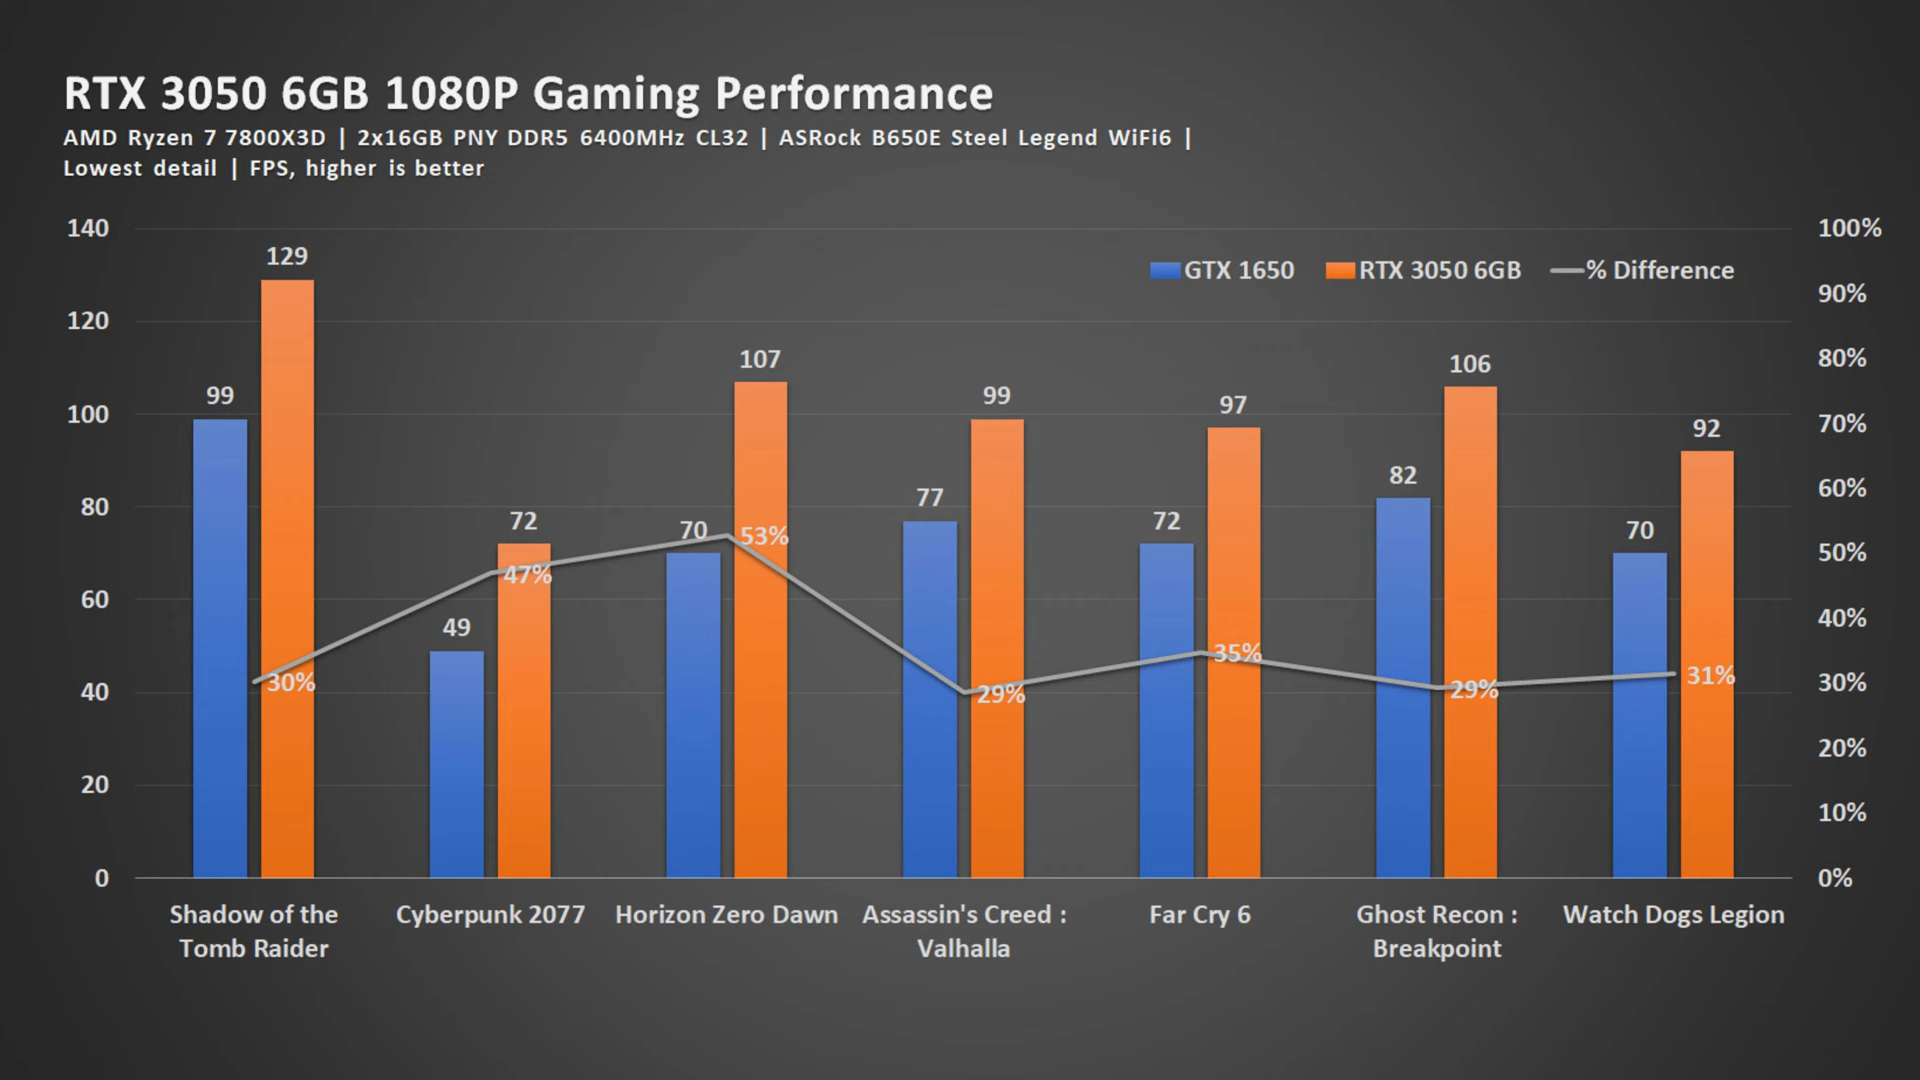 RTX 3050 6GB 1080P Gaming Performance
AMD Ryzen 7 7800X3D | 2x16GB PNY DDR5 6400MHz CL32 | ASRock B650E Steel Legend WiFi6 |
Lowest detail | FPS, higher is better
GTX 1650 RTX 3050 6GB % Difference
140
120
100
80
60
40
20
0
100%
90%
80%
70%
60%
50%
40%
30%
20%
10%
0%
99 129 30%
49 72 47%
70 107 53%
77 99 29%
72 97 35%
82 106 29%
70 92 31%
Shadow of the
Tomb Raider
Cyberpunk 2077
Horizon Zero Dawn
Assassin's Creed :
Valhalla
Far Cry 6
Ghost Recon :
Breakpoint
Watch Dogs Legion